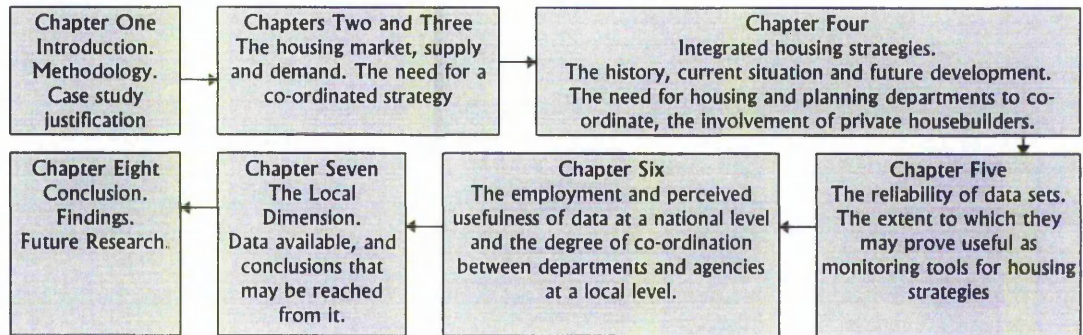 Chapter One
Introduction.
Methodology.
Case study
justification
Chapters Two and Three
The housing market, supply
and demand. The need for a
co-ordinated strategy
Chapter Four
Integrated housing strategies.
The history, current situation and future development.
The need for housing and planning departments to co-
ordinate, the involvement of private housebuilders.
Chapter Five
The reliability of data sets.
The extent to which they
may prove useful as
monitoring tools for housing
strategies
Chapter Six
The employment and perceived
usefulness of data at a national level
and the degree of co-ordination
between departments and agencies
at a local level.
Chapter Seven
The Local
Dimension.
Data available, and
conclusions that
may be reached
from it.
Chapter Eight
Conclusion.
Findings.
Future Research.